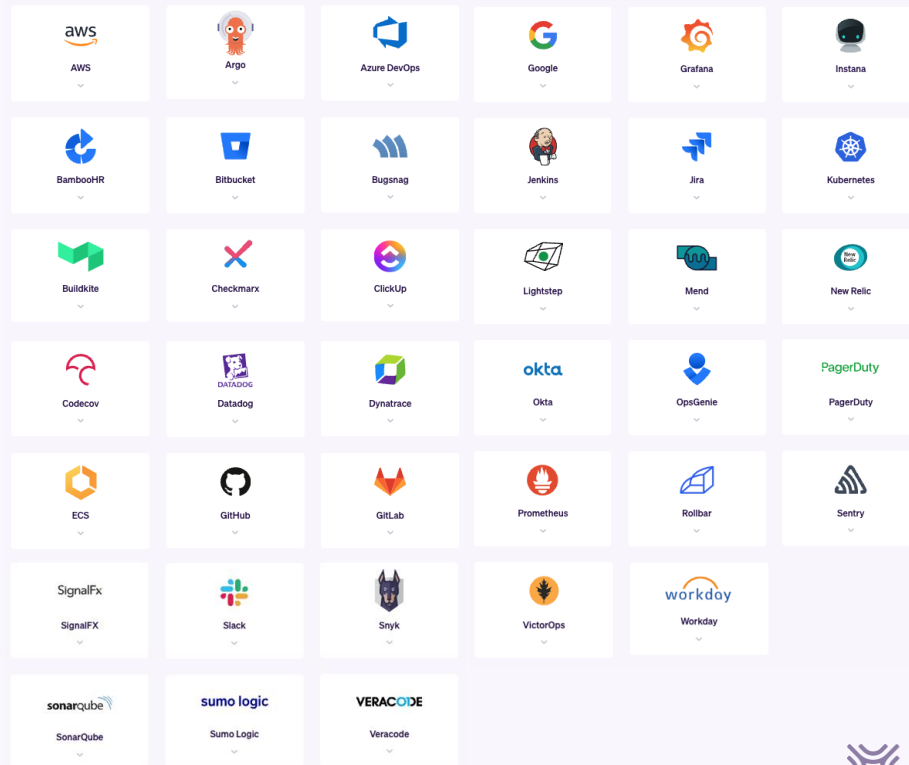 aws
AWS
Argo
Azure DevOps
Google
Grafana
Instana
BambooHR
Bitbucket
Bugsnag
Jenkins
Jira
Kubernetes
Buildkite
Checkmarx
ClickUp
Lightstep
Mend
New Relic
New Relic
Codecov
DATADOG
Datadog
Dynatrace
okta
Okta
OpsGenie
PagerDuty
PagerDuty
ECS
GitHub
GitLab
Prometheus
Rollbar
Sentry
SignalFx
SignalFX
Slack
Snyk
VictorOps
workday
Workday
sonarqube
SonarQube
sumo logic
Sumo Logic
VERACODE
Veracode